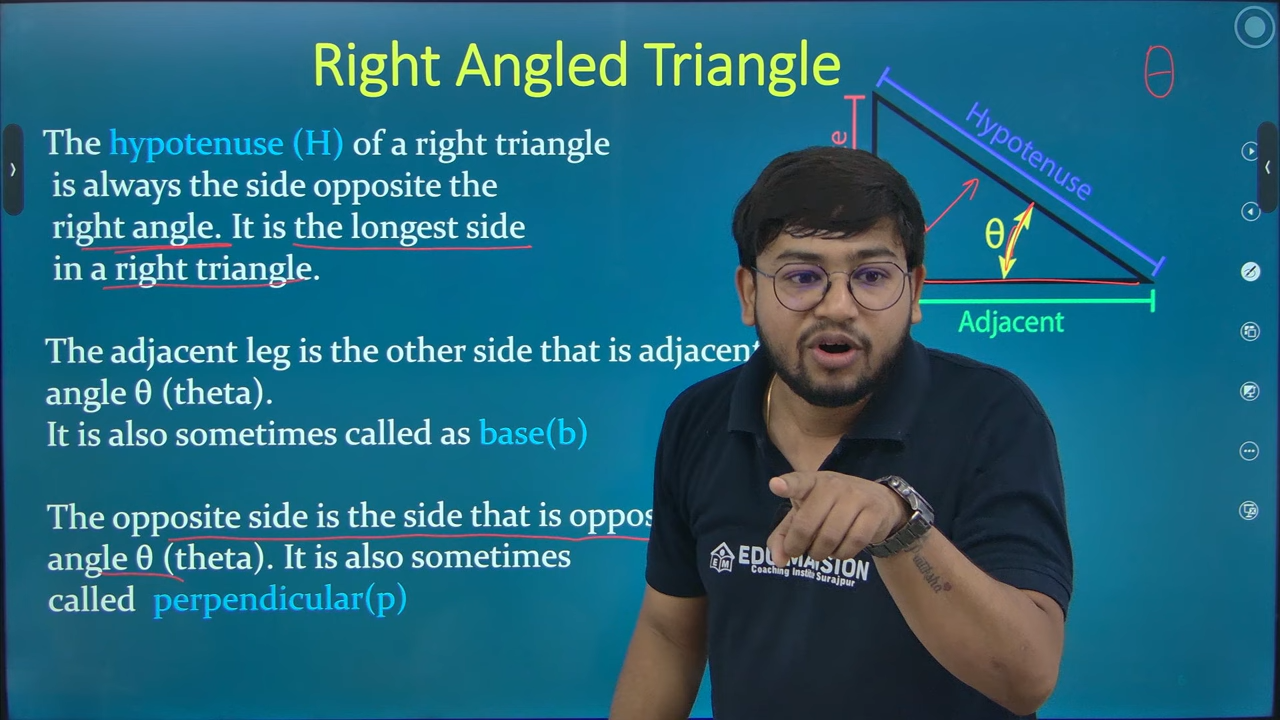 Right Angled Triangle
θ
The hypotenuse (H) of a right triangle
is always the side opposite the
right angle. It is the longest side
in a right triangle.
Hypotenuse
θ
Adjacent
The adjacent leg is the other side that is adjacent
angle θ (theta).
It is also sometimes called as base(b)
The opposite side is the side that is
angle θ (theta). It is also sometimes
called perpendicular(p)
EM
Coaching Surajpur